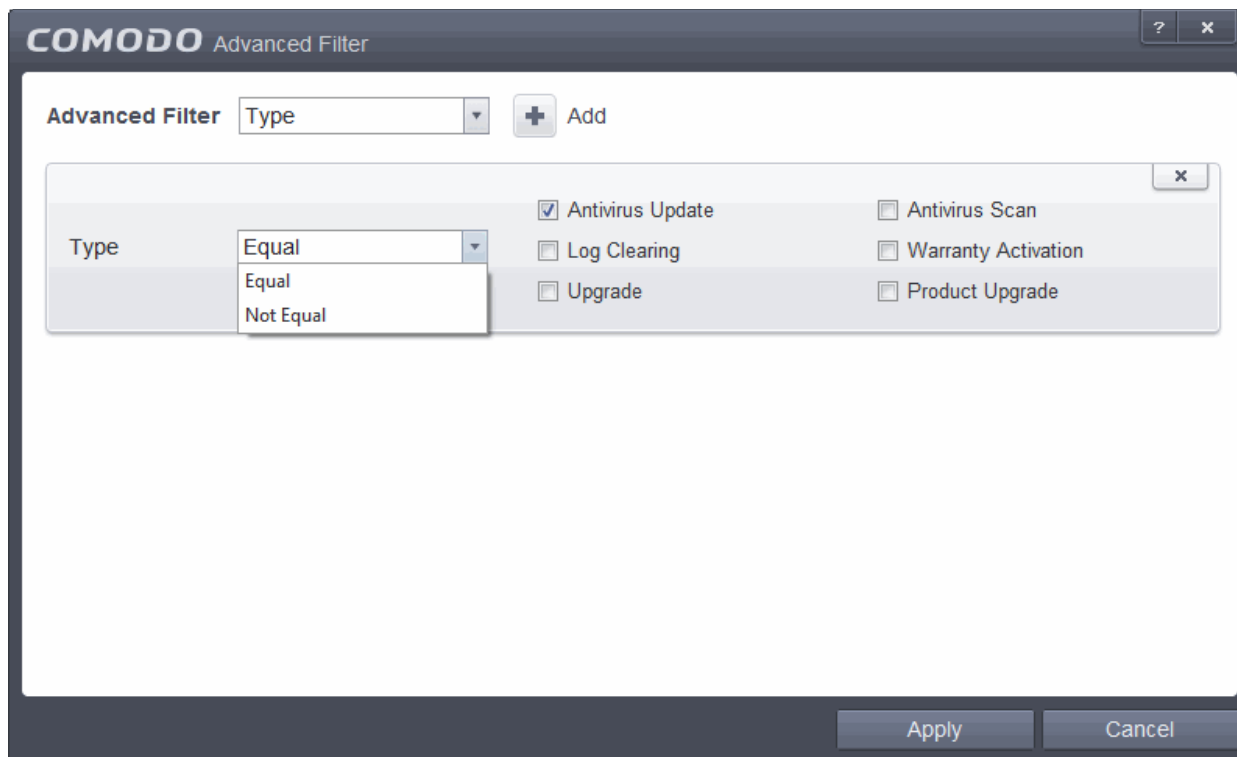 COMODO Advanced Filter ?
Advanced Filter Type Add
Antivirus Update Antivirus Scan
Type Equal Log Clearing Warranty Activation
Equal
Upgrade Product Upgrade
Not Equal
Apply Cancel